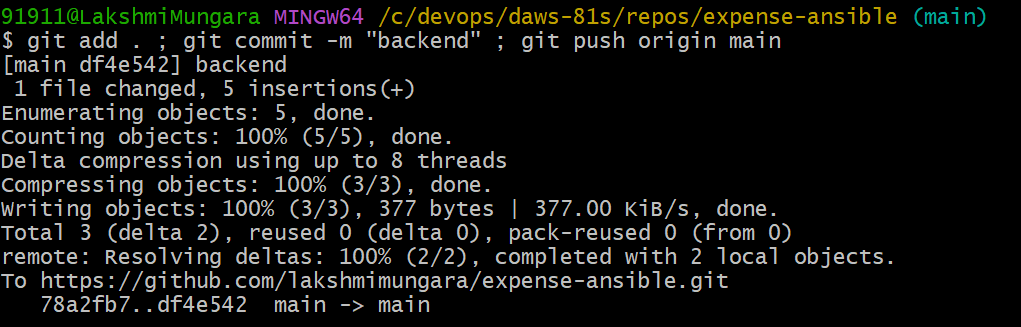 91911@LakshmiMungara MINGW64 /c/devops/daws-81s/repos/expense-ansible (main)
$ git add . ; git commit -m "backend" ; git push origin main
[main df4e542] backend
 1 file changed, 5 insertions(+)
Enumerating objects: 5, done.
Counting objects: 100% (5/5), done.
Delta compression using up to 8 threads
Compressing objects: 100% (3/3), done.
Writing objects: 100% (3/3), 377 bytes | 377.00 KiB/s, done.
Total 3 (delta 2), reused 0 (delta 0), pack-reused 0 (from 0)
remote: Resolving deltas: 100% (2/2), completed with 2 local objects.
To https://github.com/lakshmimungara/expense-ansible.git
   78a2fb7..df4e542  main -> main